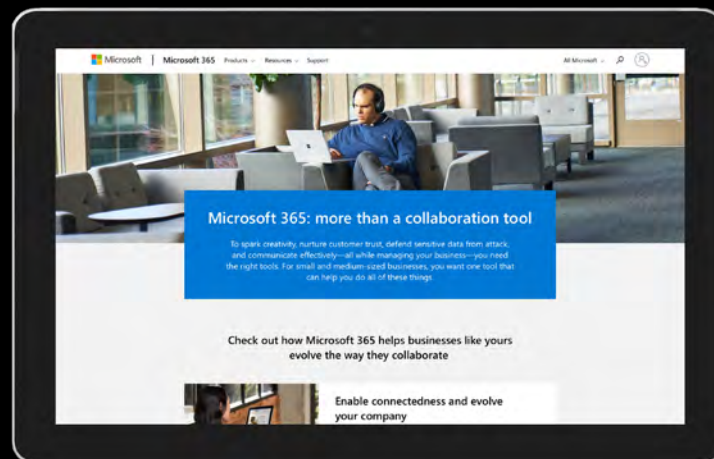 Microsoft | Microsoft 365 Products Resources Support All Microsoft
Microsoft 365: more than a collaboration tool
To spark creativity, nurture customer trust, defend sensitive data from attack,
and communicate effectively—all while managing your business—you need
the right tools. For small and medium-sized businesses, you want one tool that
can help you do all of these things.
Check out how Microsoft 365 helps businesses like yours
evolve the way they collaborate
Enable connectedness and evolve
your company